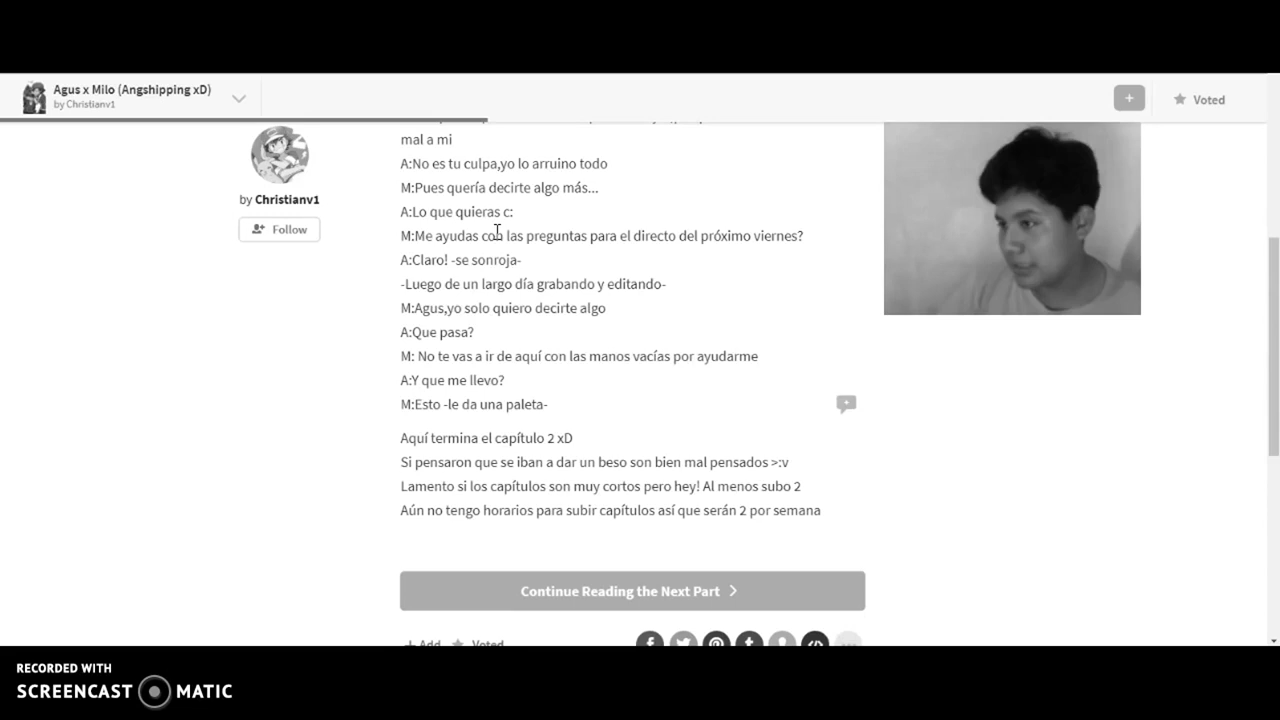 Agus x Milo (Angshipping xD)
by Christianv1
+
Voted
mal a mi
A:No es tu culpa,yo lo arruino todo
M:Pues quería decirte algo más...
by Christianv1
A:Lo que quieras c:
Follow
M:Me ayudas con las preguntas para el directo del próximo viernes?
A:Claro! -se sonroja-
-Luego de un largo día grabando y editando-
M:Agus,yo solo quiero decirte algo
A:Que pasa?
M: No te vas a ir de aquí con las manos vacías por ayudarme
A:Y que me llevo?
M:Esto -le da una paleta-
Aquí termina el capítulo 2 xD
Si pensaron que se iban a dar un beso son bien mal pensados >:v
Lamento si los capítulos son muy cortos pero hey! Al menos subo 2
Aún no tengo horarios para subir capítulos así que serán 2 por semana
Continue Reading the Next Part
+ Add Voted
RECORDED WITH
SCREENCAST MATIC